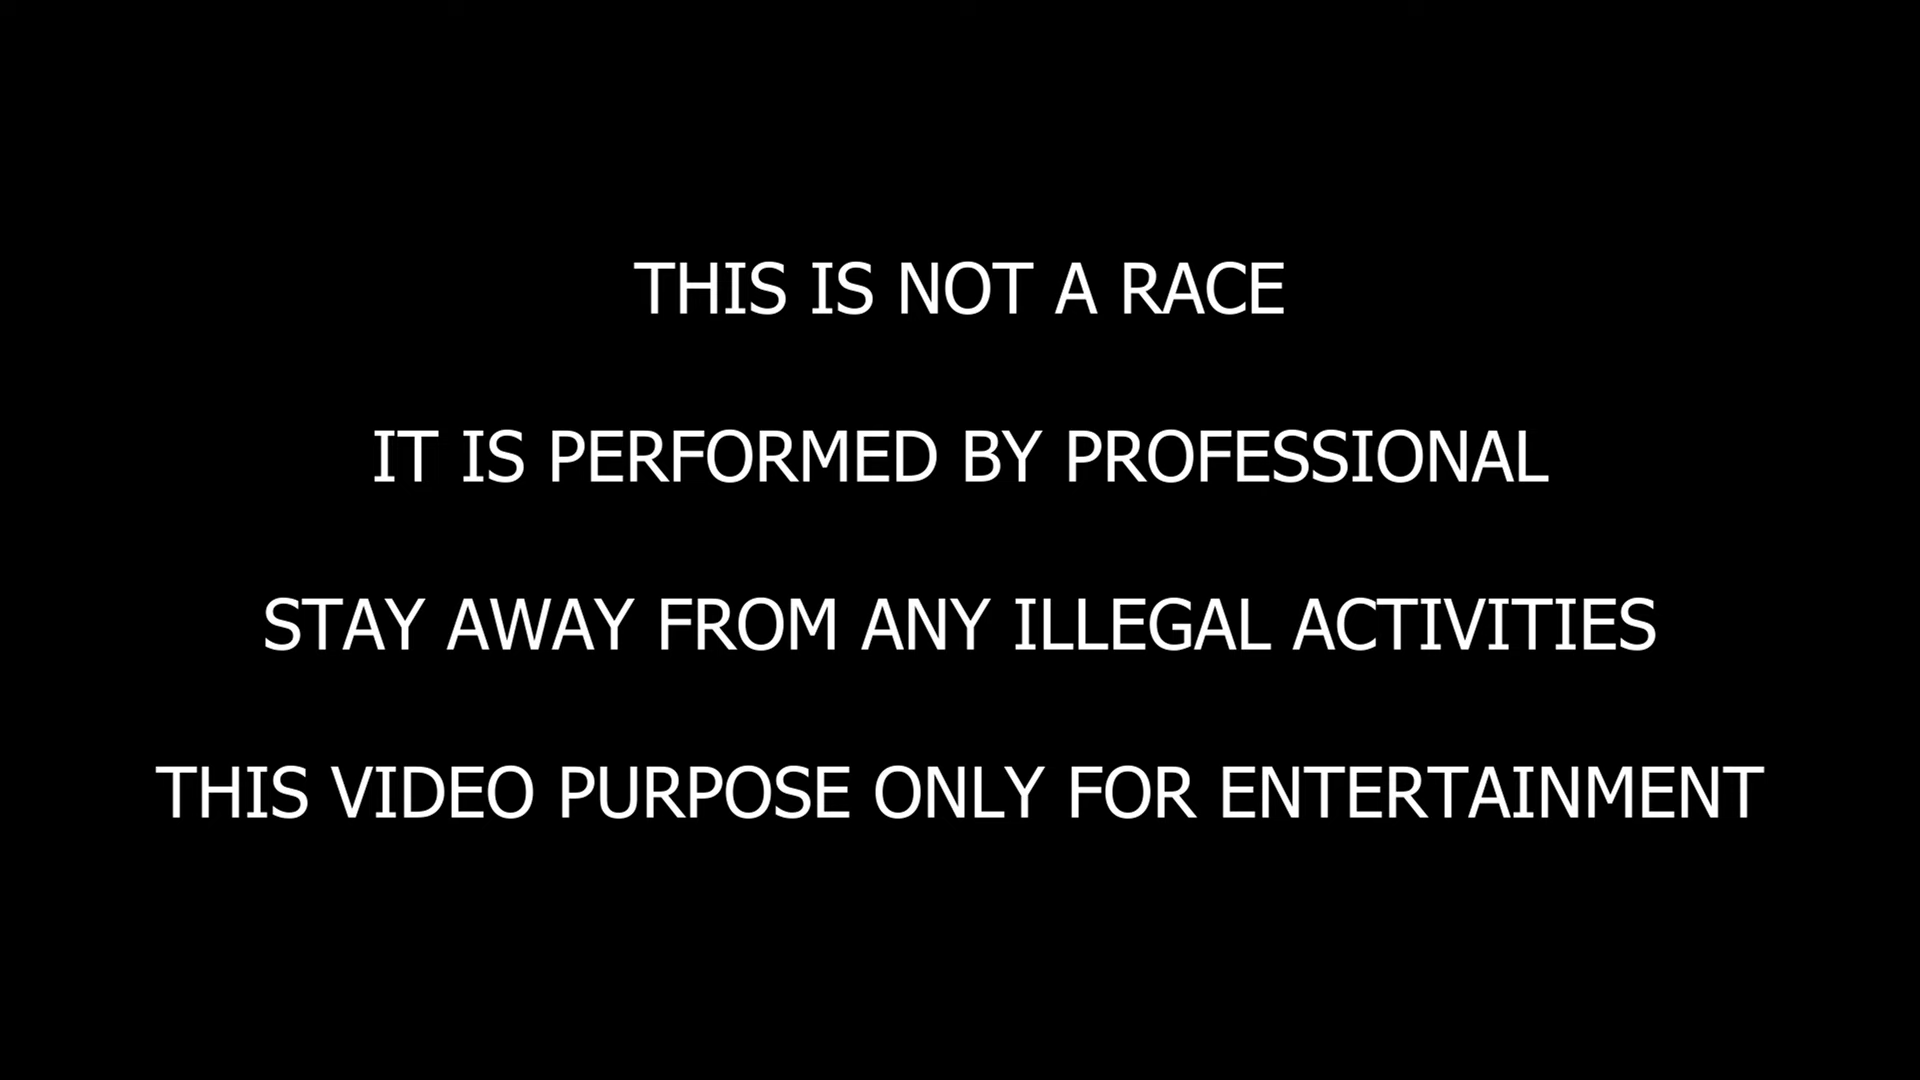 THIS IS NOT A RACE
IT IS PERFORMED BY PROFESSIONAL
STAY AWAY FROM ANY ILLEGAL ACTIVITIES
THIS VIDEO PURPOSE ONLY FOR ENTERTAINMENT